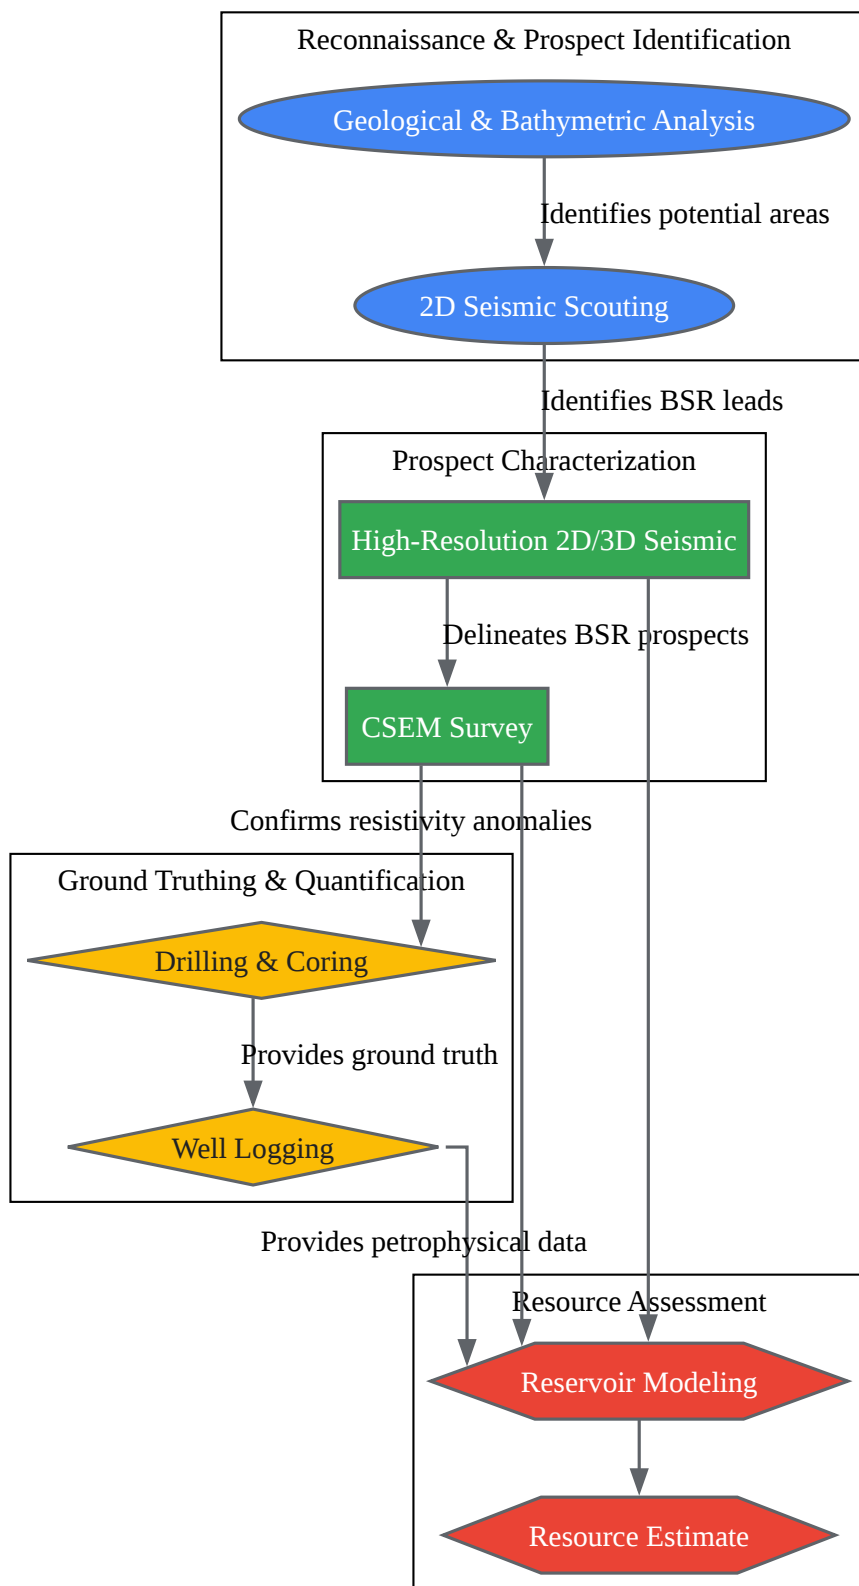 Reconnaissance & Prospect Identification
Geological & Bathymetric Analysis
Identifies potential areas
2D Seismic Scouting
Identifies BSR leads
Prospect Characterization
High-Resolution 2D/3D Seismic
Delineates BSR prospects
CSEM Survey
Confirms resistivity anomalies
Ground Truthing & Quantification
Drilling & Coring
Provides ground truth
Well Logging
Provides petrophysical data
Resource Assessment
Reservoir Modeling
Resource Estimate